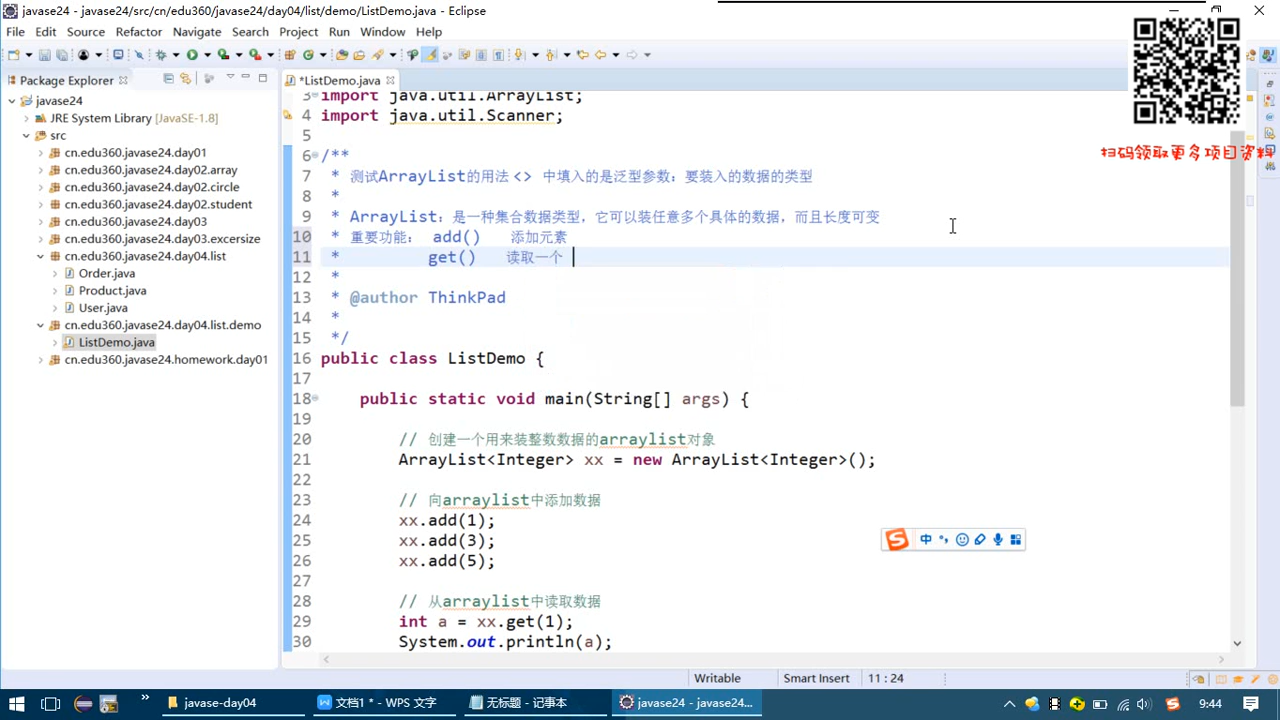 javase24 - javase24/src/cn/edu360/javase24/day04/list/demo/ListDemo.java - Eclipse
File Edit Source Refactor Navigate Search Project Run Window Help
Package Explorer
*ListDemo.java
javase24
JRE System Library [JavaSE-1.8]
src
cn.edu360.javase24.day01
cn.edu360.javase24.day02.array
cn.edu360.javase24.day02.circle
cn.edu360.javase24.day02.student
cn.edu360.javase24.day03
cn.edu360.javase24.day03.excersize
cn.edu360.javase24.day04.list
Order.java
Product.java
User.java
cn.edu360.javase24.day04.list.demo
ListDemo.java
cn.edu360.javase24.homework.day01
3 import java.util.ArrayList;
4 import java.util.Scanner;
5
6 /**
7 * 测试ArrayList的用法 <> 中填入的是泛型参数：要装入的数据的类型
8 *
9 * ArrayList：是一种集合数据类型，它可以装任意多个具体的数据，而且长度可变
10 * 重要功能： add() 添加元素
11 * get() 读取一个
12 *
13 * @author ThinkPad
14 *
15 */
16 public class ListDemo {
17
18 public static void main(String[] args) {
19
20 // 创建一个用来装整数数据的arraylist对象
21 ArrayList<Integer> xx = new ArrayList<Integer>();
22
23 // 向arraylist中添加数据
24 xx.add(1);
25 xx.add(3);
26 xx.add(5);
27
28 // 从arraylist中读取数据
29 int a = xx.get(1);
30 System.out.println(a);
扫码领取更多项目资料
中
Writable Smart Insert 11 : 24
javase-day04 文档1 * - WPS 文字 无标题 - 记事本 javase24 - javase24... 9:44